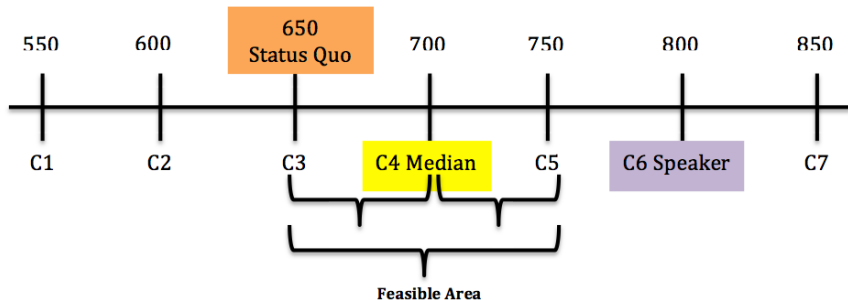 550 600 650 700 750 800 850
Status Quo
C1 C2 C3 C4 Median C5 C6 Speaker C7
Feasible Area